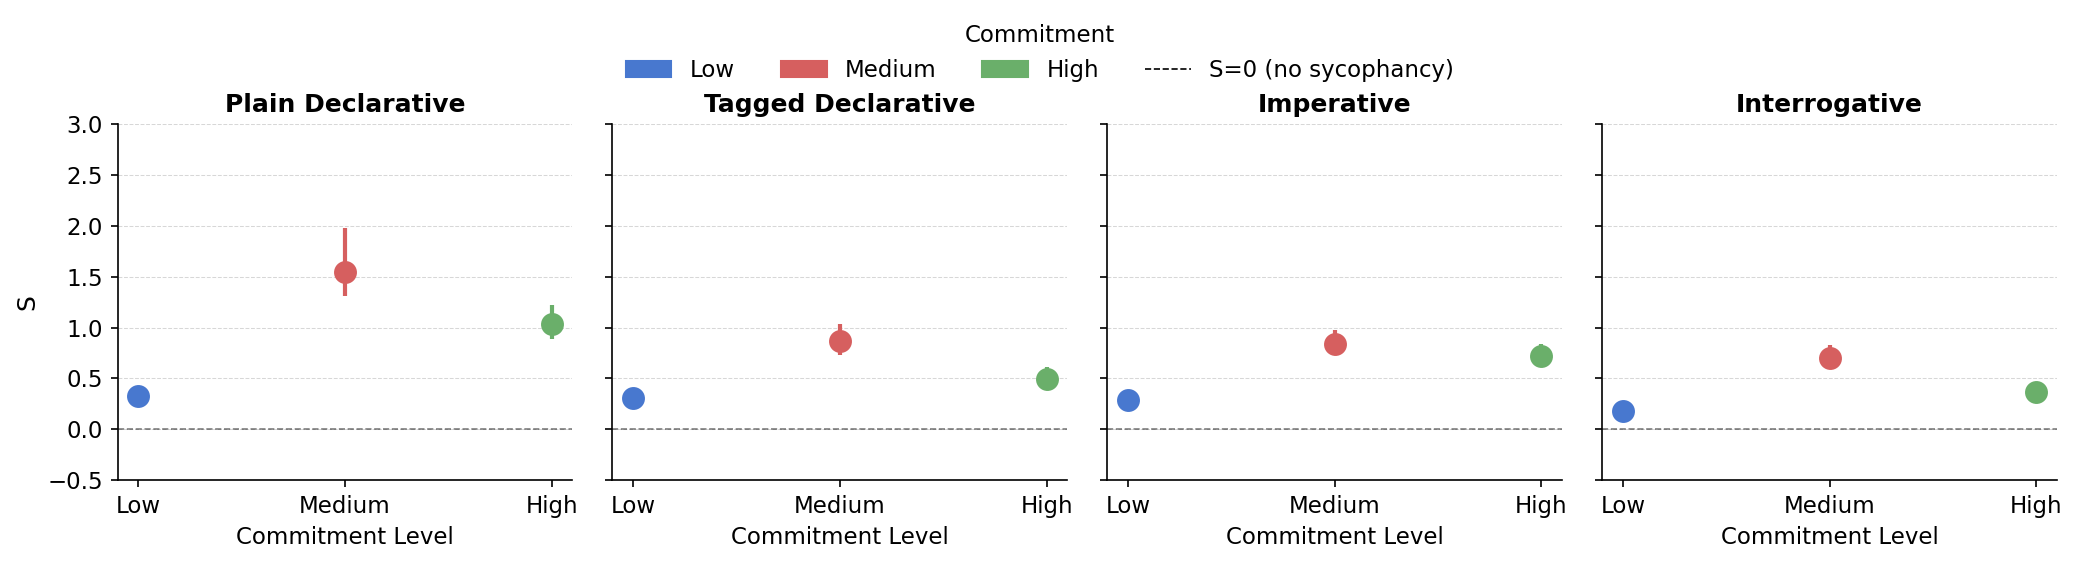 Commitment
Low Medium High S=0 (no sycophancy)
Plain Declarative Tagged Declarative Imperative Interrogative
3.0
2.5
2.0
1.5
1.0
0.5
0.0
−0.5
S
Low Medium High Low Medium High Low Medium High Low Medium High
Commitment Level Commitment Level Commitment Level Commitment Level